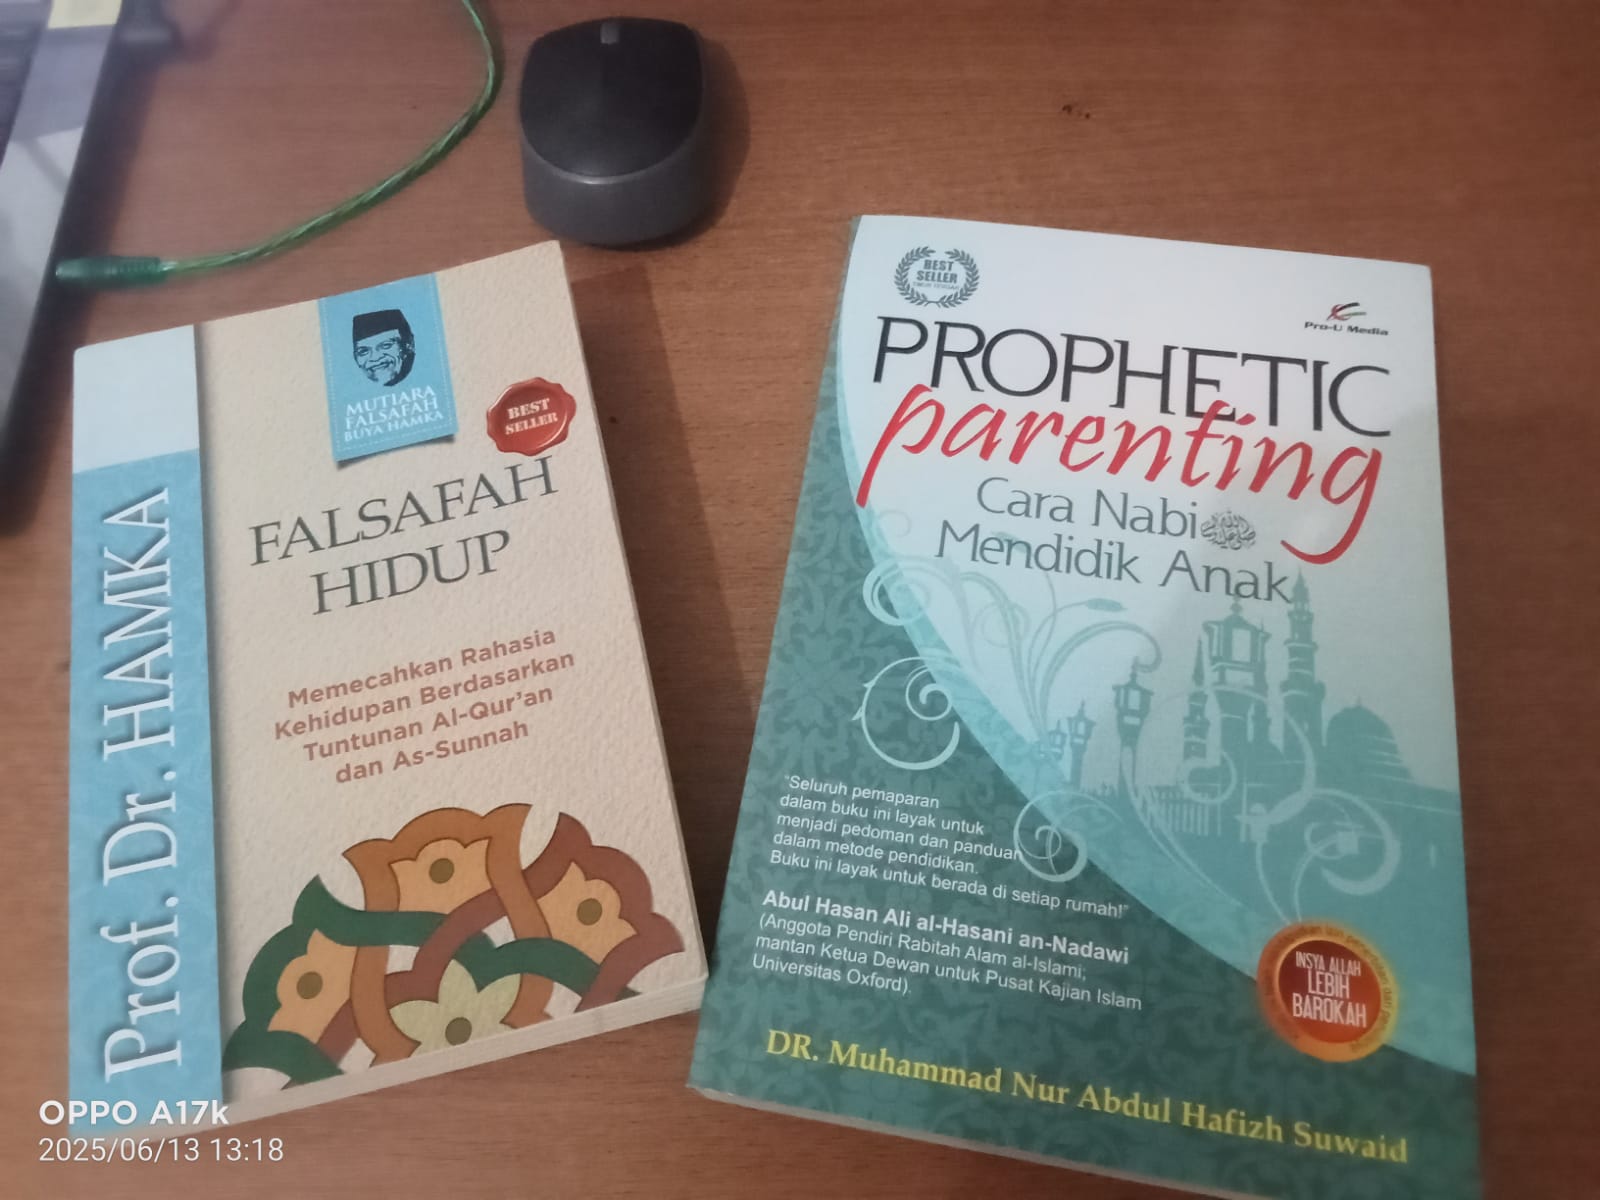 Prof. Dr. HAMKA
MUTIARA
FALSAFAH
BUYA HAMKA
BEST
SELLER
FALSAFAH
HIDUP
Memecahkan Rahasia
Kehidupan Berdasarkan
Tuntunan Al-Qur'an
dan As-Sunnah
BEST
SELLER
Pro-U Media
PROPHETIC
parenting
Cara Nabi ﷺ
Mendidik Anak
"Seluruh pemaparan
dalam buku ini layak untuk
menjadi pedoman dan panduan
dalam metode pendidikan.
Buku ini layak untuk berada di setiap rumah!"
Abul Hasan Ali al-Hasani an-Nadawi
(Anggota Pendiri Rabitah Alam al-Islami;
mantan Ketua Dewan untuk Pusat Kajian Islam
Universitas Oxford).
INSYA ALLAH
LEBIH
BAROKAH
DR. Muhammad Nur Abdul Hafizh Suwaid
OPPO A17k
2025/06/13 13:18